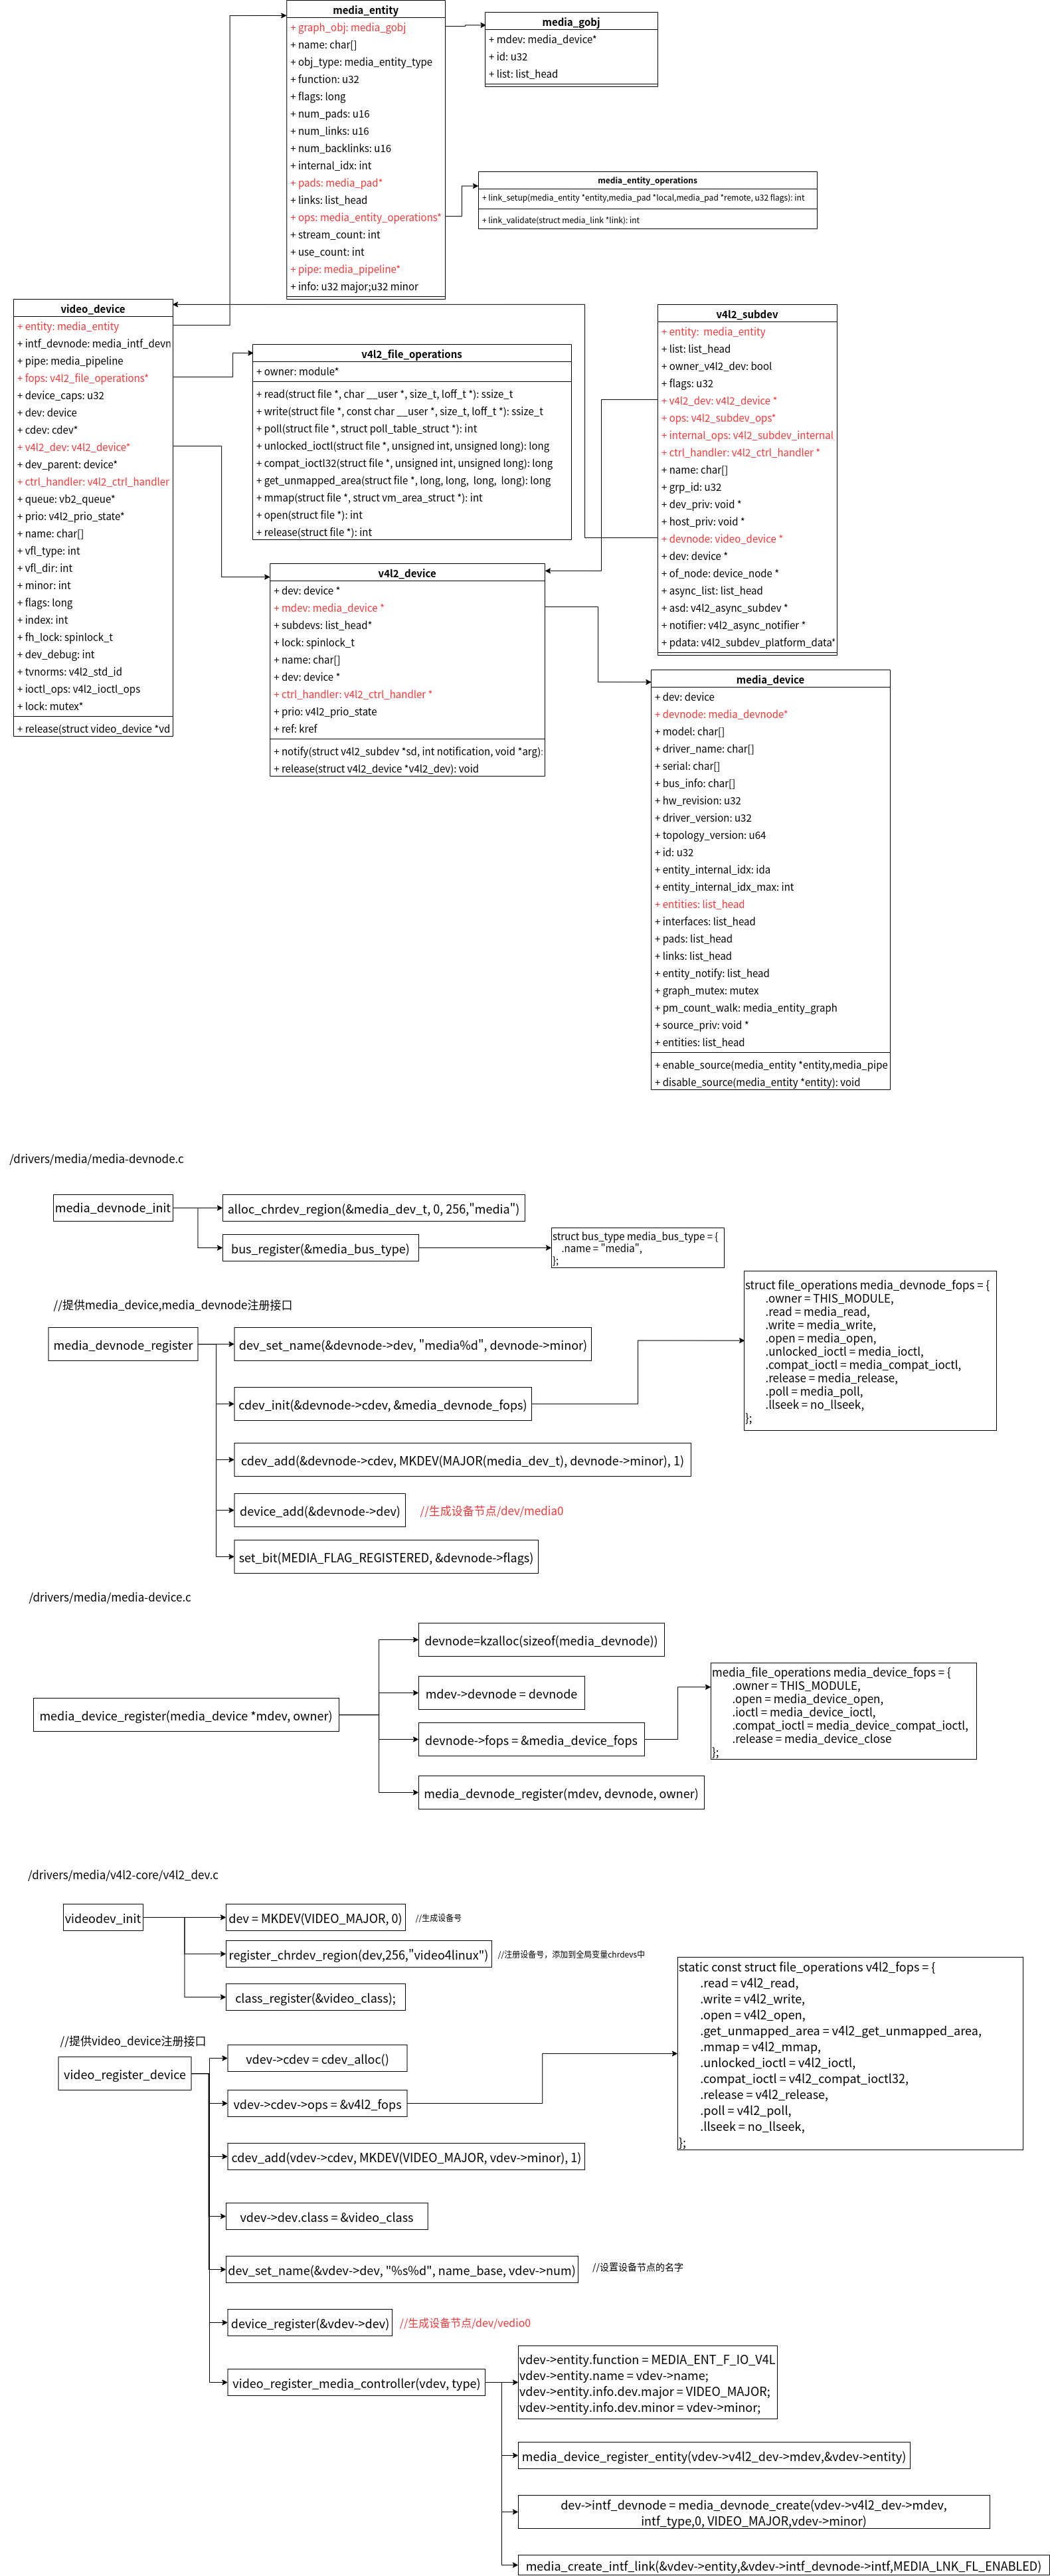 media_entity
+ graph_obj: media_gobj
+ name: char[]
+ obj_type: media_entity_type
+ function: u32
+ flags: long
+ num_pads: u16
+ num_links: u16
+ num_backlinks: u16
+ internal_idx: int
+ pads: media_pad*
+ links: list_head
+ ops: media_entity_operations*
+ stream_count: int
+ use_count: int
+ pipe: media_pipeline*
+ info: u32 major;u32 minor
media_gobj
+ mdev: media_device*
+ id: u32
+ list: list_head
media_entity_operations
+ link_setup(media_entity *entity,media_pad *local,media_pad *remote, u32 flags): int
+ link_validate(struct media_link *link): int
video_device
+ entity: media_entity
+ intf_devnode: media_intf_devn
+ pipe: media_pipeline
+ fops: v4l2_file_operations*
+ device_caps: u32
+ dev: device
+ cdev: cdev*
+ v4l2_dev: v4l2_device*
+ dev_parent: device*
+ ctrl_handler: v4l2_ctrl_handler
+ queue: vb2_queue*
+ prio: v4l2_prio_state*
+ name: char[]
+ vfl_type: int
+ vfl_dir: int
+ minor: int
+ flags: long
+ index: int
+ fh_lock: spinlock_t
+ dev_debug: int
+ tvnorms: v4l2_std_id
+ ioctl_ops: v4l2_ioctl_ops
+ lock: mutex*
+ release(struct video_device *vd
v4l2_file_operations
+ owner: module*
+ read(struct file *, char __user *, size_t, loff_t *): ssize_t
+ write(struct file *, const char __user *, size_t, loff_t *): ssize_t
+ poll(struct file *, struct poll_table_struct *): int
+ unlocked_ioctl(struct file *, unsigned int, unsigned long): long
+ compat_ioctl32(struct file *, unsigned int, unsigned long): long
+ get_unmapped_area(struct file *, long, long, long, long): long
+ mmap(struct file *, struct vm_area_struct *): int
+ open(struct file *): int
+ release(struct file *): int
v4l2_device
+ dev: device *
+ mdev: media_device *
+ subdevs: list_head*
+ lock: spinlock_t
+ name: char[]
+ dev: device *
+ ctrl_handler: v4l2_ctrl_handler *
+ prio: v4l2_prio_state
+ ref: kref
+ notify(struct v4l2_subdev *sd, int notification, void *arg):
+ release(struct v4l2_device *v4l2_dev): void
v4l2_subdev
+ entity: media_entity
+ list: list_head
+ owner_v4l2_dev: bool
+ flags: u32
+ v4l2_dev: v4l2_device *
+ ops: v4l2_subdev_ops*
+ internal_ops: v4l2_subdev_internal
+ ctrl_handler: v4l2_ctrl_handler *
+ name: char[]
+ grp_id: u32
+ dev_priv: void *
+ host_priv: void *
+ devnode: video_device *
+ dev: device *
+ of_node: device_node *
+ async_list: list_head
+ asd: v4l2_async_subdev *
+ notifier: v4l2_async_notifier *
+ pdata: v4l2_subdev_platform_data*
media_device
+ dev: device
+ devnode: media_devnode*
+ model: char[]
+ driver_name: char[]
+ serial: char[]
+ bus_info: char[]
+ hw_revision: u32
+ driver_version: u32
+ topology_version: u64
+ id: u32
+ entity_internal_idx: ida
+ entity_internal_idx_max: int
+ entities: list_head
+ interfaces: list_head
+ pads: list_head
+ links: list_head
+ entity_notify: list_head
+ graph_mutex: mutex
+ pm_count_walk: media_entity_graph
+ source_priv: void *
+ entities: list_head
+ enable_source(media_entity *entity,media_pipe
+ disable_source(media_entity *entity): void
/drivers/media/media-devnode.c
media_devnode_init
alloc_chrdev_region(&media_dev_t, 0, 256,"media")
bus_register(&media_bus_type)
struct bus_type media_bus_type = {
.name = "media",
};
//提供media_device,media_devnode注册接口
media_devnode_register
dev_set_name(&devnode->dev, "media%d", devnode->minor)
cdev_init(&devnode->cdev, &media_devnode_fops)
cdev_add(&devnode->cdev, MKDEV(MAJOR(media_dev_t), devnode->minor), 1)
device_add(&devnode->dev)
//生成设备节点/dev/media0
set_bit(MEDIA_FLAG_REGISTERED, &devnode->flags)
struct file_operations media_devnode_fops = {
.owner = THIS_MODULE,
.read = media_read,
.write = media_write,
.open = media_open,
.unlocked_ioctl = media_ioctl,
.compat_ioctl = media_compat_ioctl,
.release = media_release,
.poll = media_poll,
.llseek = no_llseek,
};
/drivers/media/media-device.c
media_device_register(media_device *mdev, owner)
devnode=kzalloc(sizeof(media_devnode))
mdev->devnode = devnode
devnode->fops = &media_device_fops
media_devnode_register(mdev, devnode, owner)
media_file_operations media_device_fops = {
.owner = THIS_MODULE,
.open = media_device_open,
.ioctl = media_device_ioctl,
.compat_ioctl = media_device_compat_ioctl,
.release = media_device_close
};
/drivers/media/v4l2-core/v4l2_dev.c
videodev_init
dev = MKDEV(VIDEO_MAJOR, 0)
//生成设备号
register_chrdev_region(dev,256,"video4linux")
//注册设备号，添加到全局变量chrdevs中
class_register(&video_class);
//提供video_device注册接口
video_register_device
vdev->cdev = cdev_alloc()
vdev->cdev->ops = &v4l2_fops
cdev_add(vdev->cdev, MKDEV(VIDEO_MAJOR, vdev->minor), 1)
vdev->dev.class = &video_class
dev_set_name(&vdev->dev, "%s%d", name_base, vdev->num)
//设置设备节点的名字
device_register(&vdev->dev)
//生成设备节点/dev/vedio0
video_register_media_controller(vdev, type)
static const struct file_operations v4l2_fops = {
.read = v4l2_read,
.write = v4l2_write,
.open = v4l2_open,
.get_unmapped_area = v4l2_get_unmapped_area,
.mmap = v4l2_mmap,
.unlocked_ioctl = v4l2_ioctl,
.compat_ioctl = v4l2_compat_ioctl32,
.release = v4l2_release,
.poll = v4l2_poll,
.llseek = no_llseek,
};
vdev->entity.function = MEDIA_ENT_F_IO_V4L
vdev->entity.name = vdev->name;
vdev->entity.info.dev.major = VIDEO_MAJOR;
vdev->entity.info.dev.minor = vdev->minor;
media_device_register_entity(vdev->v4l2_dev->mdev,&vdev->entity)
dev->intf_devnode = media_devnode_create(vdev->v4l2_dev->mdev,
intf_type,0, VIDEO_MAJOR,vdev->minor)
media_create_intf_link(&vdev->entity,&vdev->intf_devnode->intf,MEDIA_LNK_FL_ENABLED)